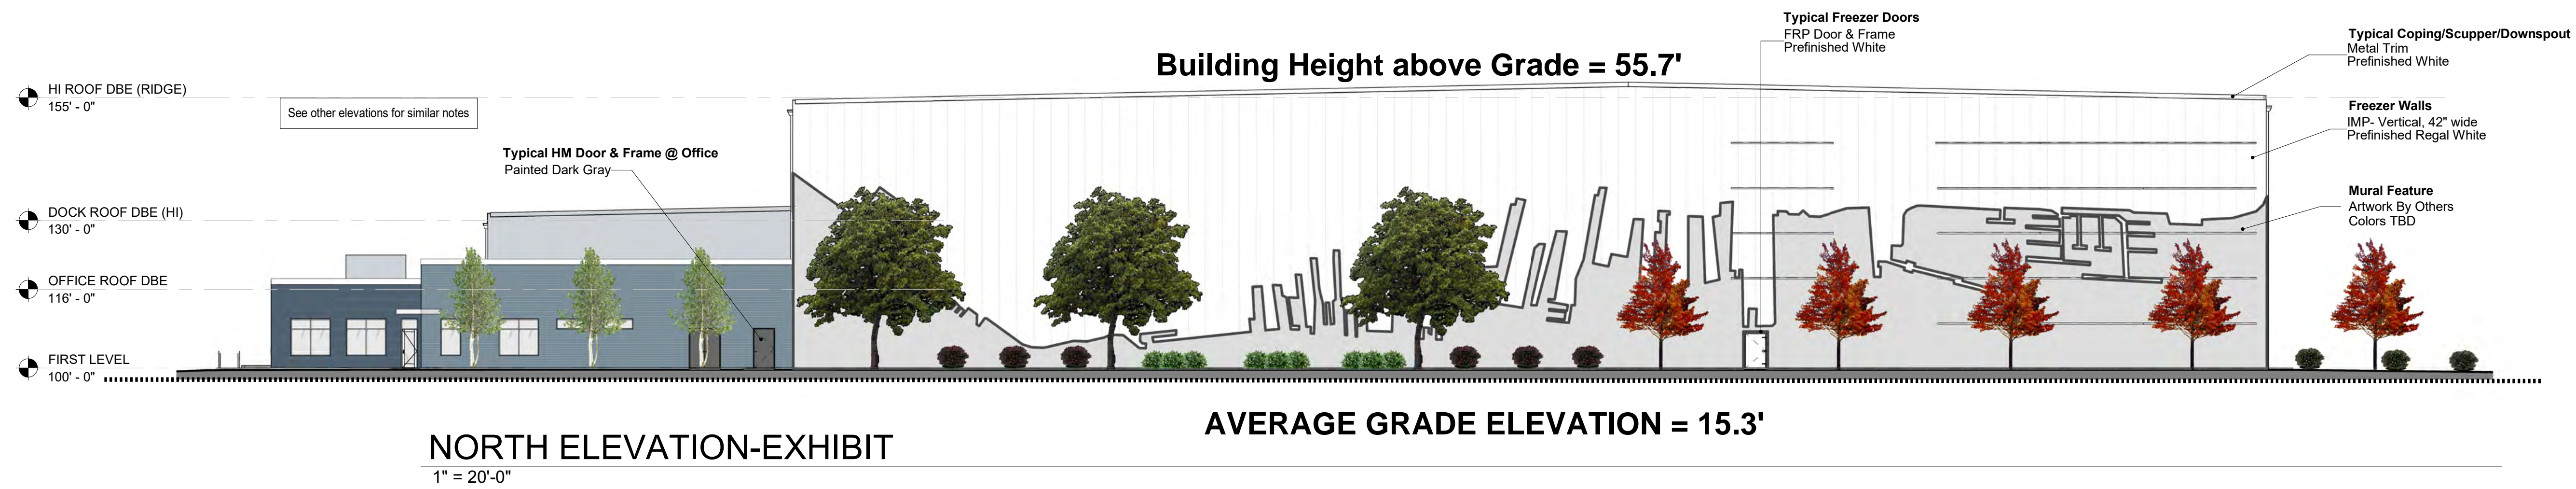 Typical Freezer Doors
FRP Door & Frame
Prefinished White
Typical Coping/Scupper/Downspout
Metal Trim
Prefinished White
Building Height above Grade = 55.7'
HI ROOF DBE (RIDGE)
155' - 0"
See other elevations for similar notes
Freezer Walls
IMP- Vertical, 42" wide
Prefinished Regal White
Typical HM Door & Frame @ Office
Painted Dark Gray
Mural Feature
Artwork By Others
Colors TBD
DOCK ROOF DBE (HI)
130' - 0"
OFFICE ROOF DBE
116' - 0"
FIRST LEVEL
100' - 0"
AVERAGE GRADE ELEVATION = 15.3'
NORTH ELEVATION-EXHIBIT
1" = 20'-0"